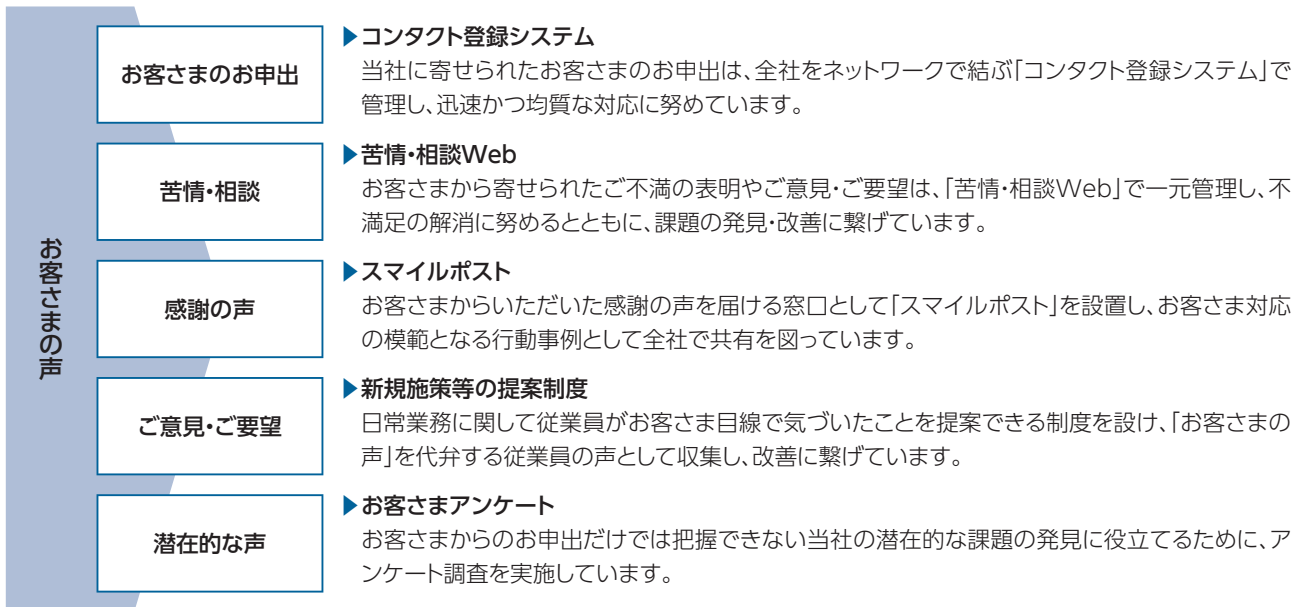 お客さまの声
お客さまのお申出
▶コンタクト登録システム
当社に寄せられたお客さまのお申出は、全社をネットワークで結ぶ「コンタクト登録システム」で
管理し、迅速かつ均質な対応に努めています。
苦情・相談
▶苦情・相談Web
お客さまから寄せられたご不満の表明やご意見・ご要望は、「苦情・相談Web」で一元管理し、不
満足の解消に努めるとともに、課題の発見・改善に繋げています。
感謝の声
▶スマイルポスト
お客さまからいただいた感謝の声を届ける窓口として「スマイルポスト」を設置し、お客さま対応
の模範となる行動事例として全社で共有を図っています。
ご意見・ご要望
▶新規施策等の提案制度
日常業務に関して従業員がお客さま目線で気づいたことを提案できる制度を設け、「お客さまの
声」を代弁する従業員の声として収集し、改善に繋げています。
潜在的な声
▶お客さまアンケート
お客さまからのお申出だけでは把握できない当社の潜在的な課題の発見に役立てるために、ア
ンケート調査を実施しています。